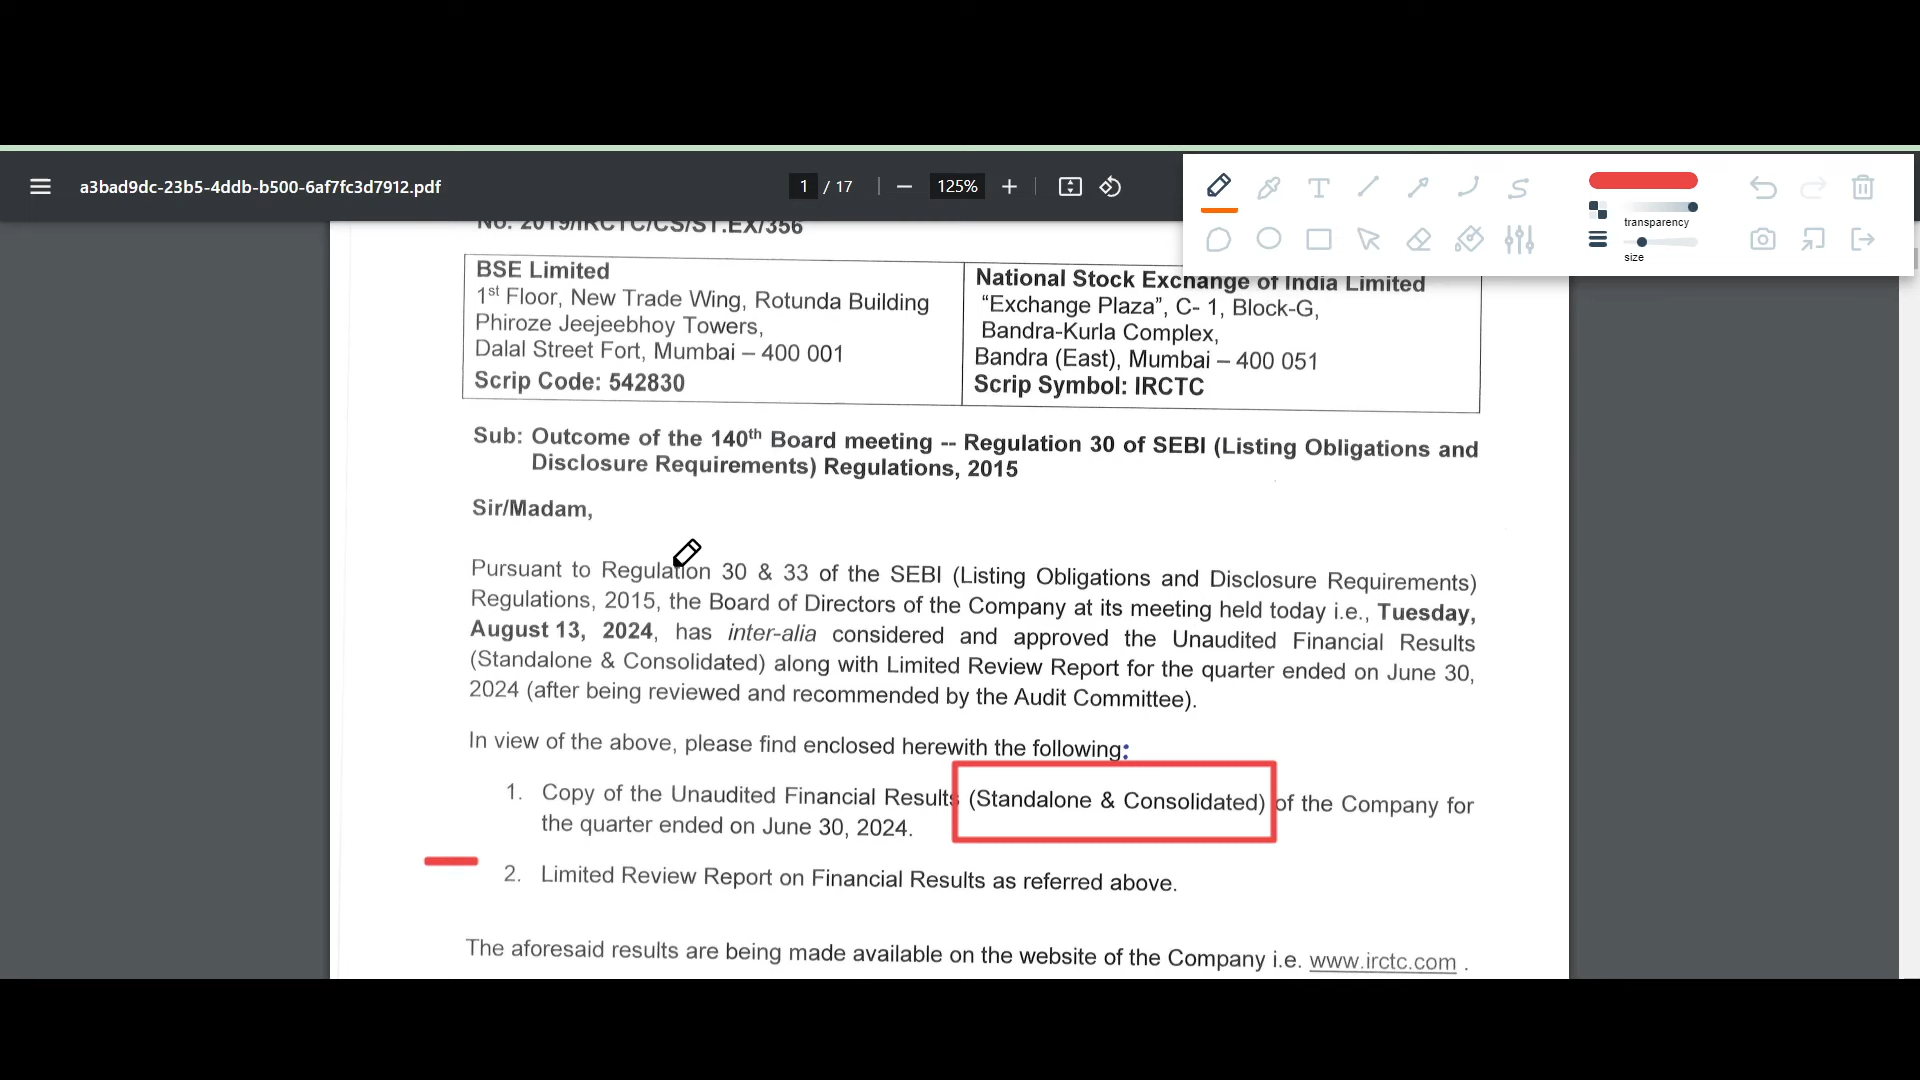 a3bad9dc-23b5-4ddb-b500-6af7fc3d7912.pdf
1 / 17
125%
transparency
size
No. 2019/IRCTC/CS/ST.EX/356
BSE Limited
1st Floor, New Trade Wing, Rotunda Building
Phiroze Jeejeebhoy Towers,
Dalal Street Fort, Mumbai – 400 001
Scrip Code: 542830
National Stock Exchange of India Limited
“Exchange Plaza”, C- 1, Block-G,
Bandra-Kurla Complex,
Bandra (East), Mumbai – 400 051
Scrip Symbol: IRCTC
Sub: Outcome of the 140th Board meeting -- Regulation 30 of SEBI (Listing Obligations and
Disclosure Requirements) Regulations, 2015
Sir/Madam,
Pursuant to Regulation 30 & 33 of the SEBI (Listing Obligations and Disclosure Requirements)
Regulations, 2015, the Board of Directors of the Company at its meeting held today i.e., Tuesday,
August 13, 2024, has inter-alia considered and approved the Unaudited Financial Results
(Standalone & Consolidated) along with Limited Review Report for the quarter ended on June 30,
2024 (after being reviewed and recommended by the Audit Committee).
In view of the above, please find enclosed herewith the following:
1. Copy of the Unaudited Financial Results (Standalone & Consolidated) of the Company for
the quarter ended on June 30, 2024.
2. Limited Review Report on Financial Results as referred above.
The aforesaid results are being made available on the website of the Company i.e. www.irctc.com .